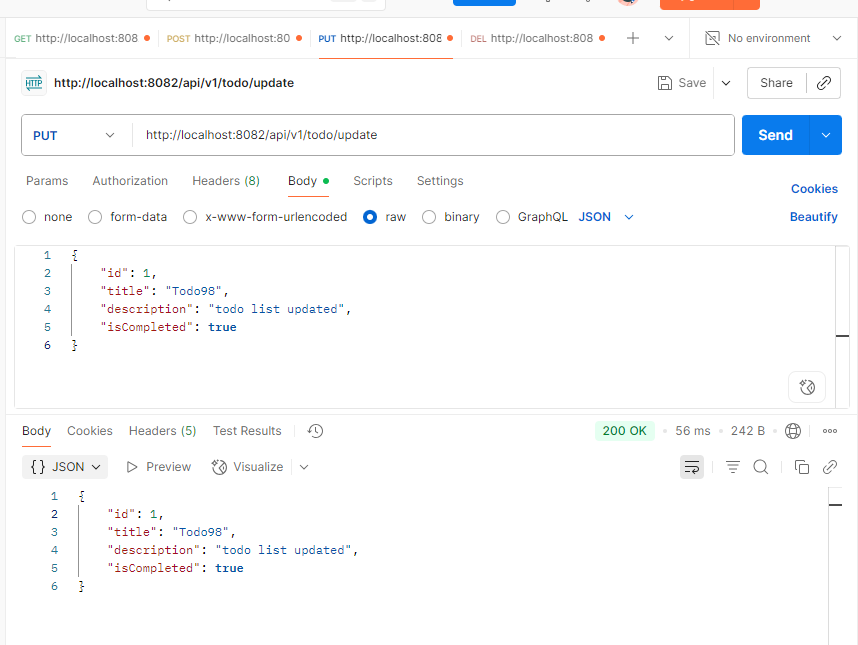 GET http://localhost:808 POST http://localhost:80 PUT http://localhost:808 DEL http://localhost:808 No environment
HTTP http://localhost:8082/api/v1/todo/update Save Share
PUT http://localhost:8082/api/v1/todo/update Send
Params Authorization Headers (8) Body Scripts Settings Cookies
none form-data x-www-form-urlencoded raw binary GraphQL JSON Beautify
1 {
2 "id": 1,
3 "title": "Todo98",
4 "description": "todo list updated",
5 "isCompleted": true
6 }
Body Cookies Headers (5) Test Results 200 OK 56 ms 242 B
{} JSON Preview Visualize
1 {
2 "id": 1,
3 "title": "Todo98",
4 "description": "todo list updated",
5 "isCompleted": true
6 }